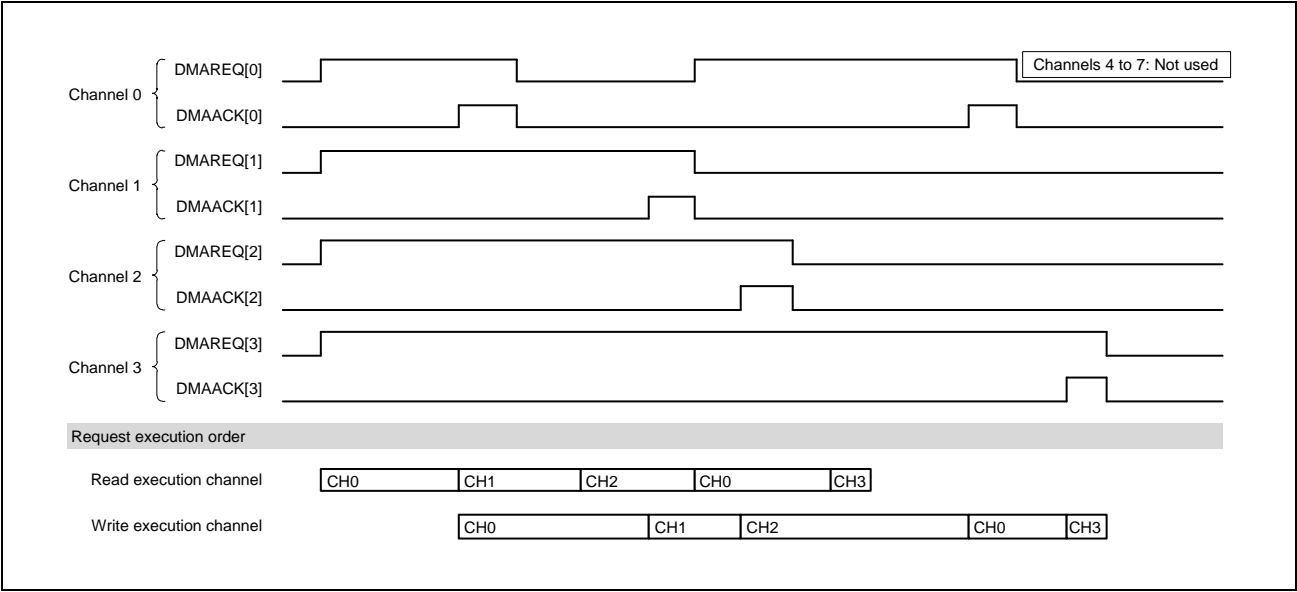 DMAREQ[0]
Channels 4 to 7: Not used
Channel 0
DMAACK[0]
DMAREQ[1]
Channel 1
DMAACK[1]
DMAREQ[2]
Channel 2
DMAACK[2]
DMAREQ[3]
Channel 3
DMAACK[3]
Request execution order
Read execution channel CH0 CH1 CH2 CH0 CH3
Write execution channel CH0 CH1 CH2 CH0 CH3